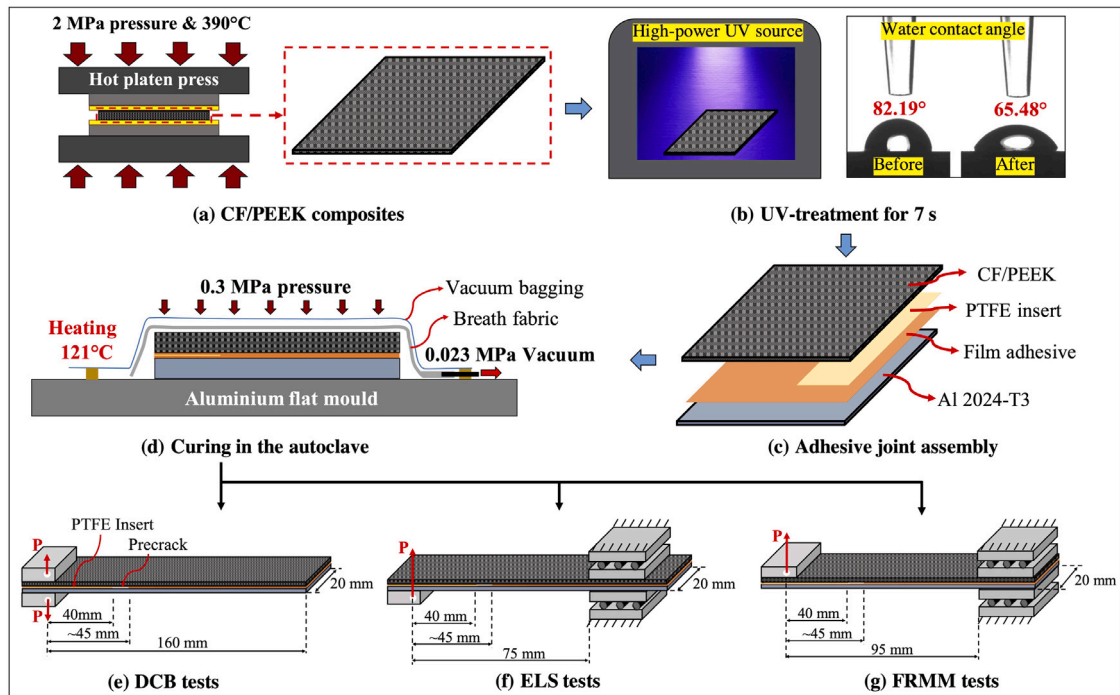 2 MPa pressure & 390°C
Hot platen press
(a) CF/PEEK composites
High-power UV source
Water contact angle
82.19°
65.48°
Before
After
(b) UV-treatment for 7 s
CF/PEEK
PTFE insert
Film adhesive
Al 2024-T3
(c) Adhesive joint assembly
0.3 MPa pressure
Vacuum bagging
Breath fabric
Heating
121°C
0.023 MPa Vacuum
Aluminium flat mould
(d) Curing in the autoclave
PTFE Insert
Precrack
P
P
20 mm
40mm
~45 mm
160 mm
(e) DCB tests
P
20 mm
40 mm
~45 mm
75 mm
(f) ELS tests
P
20 mm
40 mm
~45 mm
95 mm
(g) FRMM tests